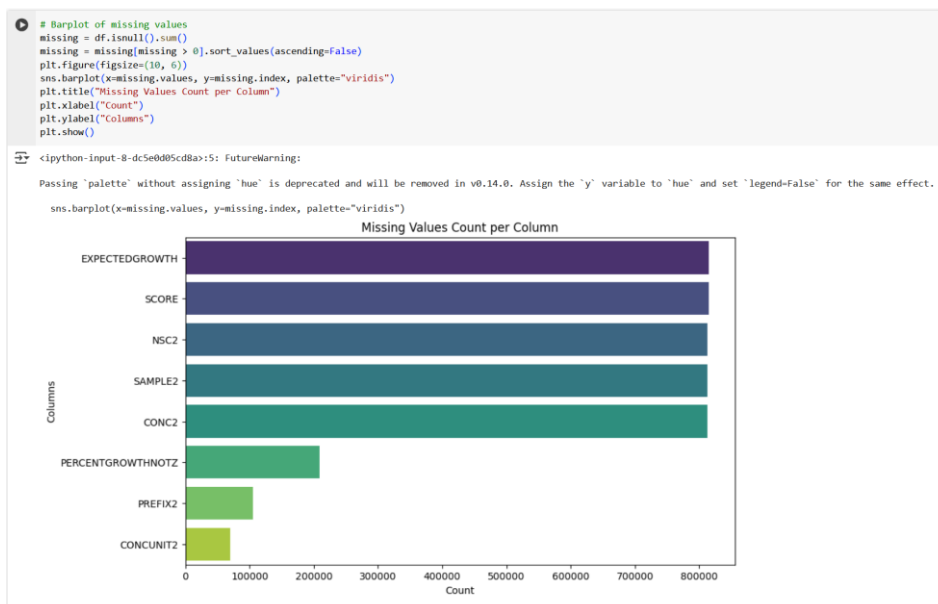 # Barplot of missing values
missing = df.isnull().sum()
missing = missing[missing > 0].sort_values(ascending=False)
plt.figure(figsize=(10, 6))
sns.barplot(x=missing.values, y=missing.index, palette="viridis")
plt.title("Missing Values Count per Column")
plt.xlabel("Count")
plt.ylabel("Columns")
plt.show()
<ipython-input-8-dc5e0d05cd8a>:5: FutureWarning:
Passing `palette` without assigning `hue` is deprecated and will be removed in v0.14.0. Assign the `y` variable to `hue` and set `legend=False` for the same effect.
sns.barplot(x=missing.values, y=missing.index, palette="viridis")
Missing Values Count per Column
EXPECTEDGROWTH
SCORE
NSC2
SAMPLE2
CONC2
PERCENTGROWTHNOTZ
PREFIX2
CONCUNIT2
Columns
0 100000 200000 300000 400000 500000 600000 700000 800000
Count